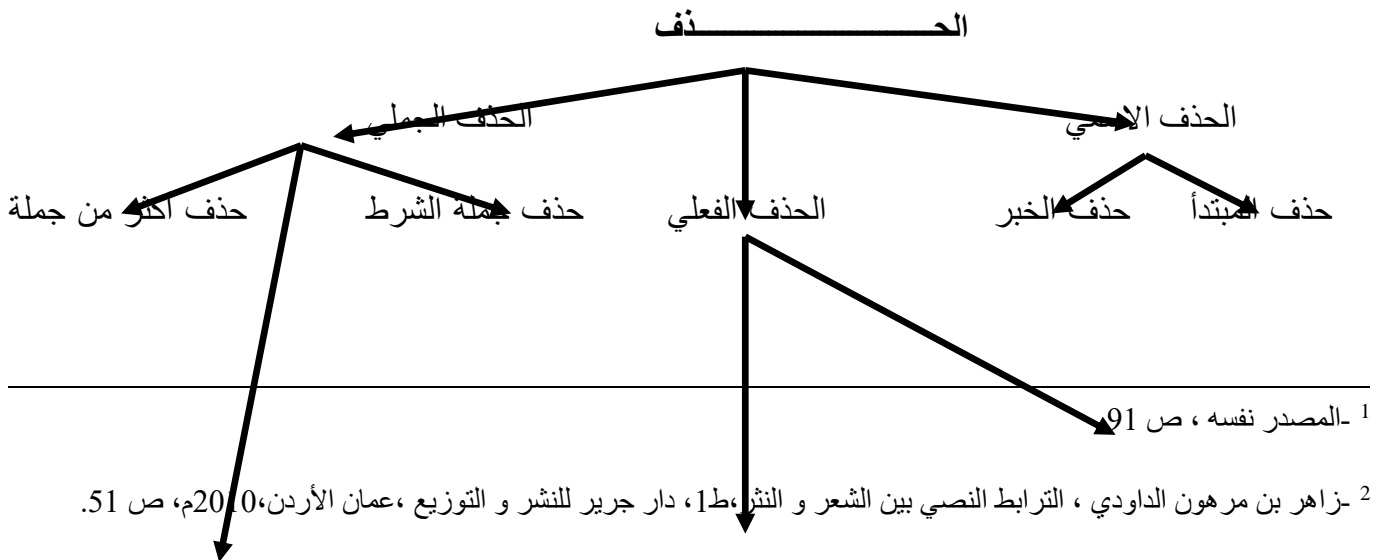 الحــــــــــــــــــــذف
الحذف الاسمي الحذف الجملي
حذف المبتدأ حذف الخبر الحذف الفعلي حذف جملة الشرط حذف اكثر من جملة
1 -المصدر نفسه ، ص 91
2 -زاهر بن مرهون الداودي ، الترابط النصي بين الشعر و النثر،ط1، دار جرير للنشر و التوزيع ،عمان الأردن،2010م، ص 51.